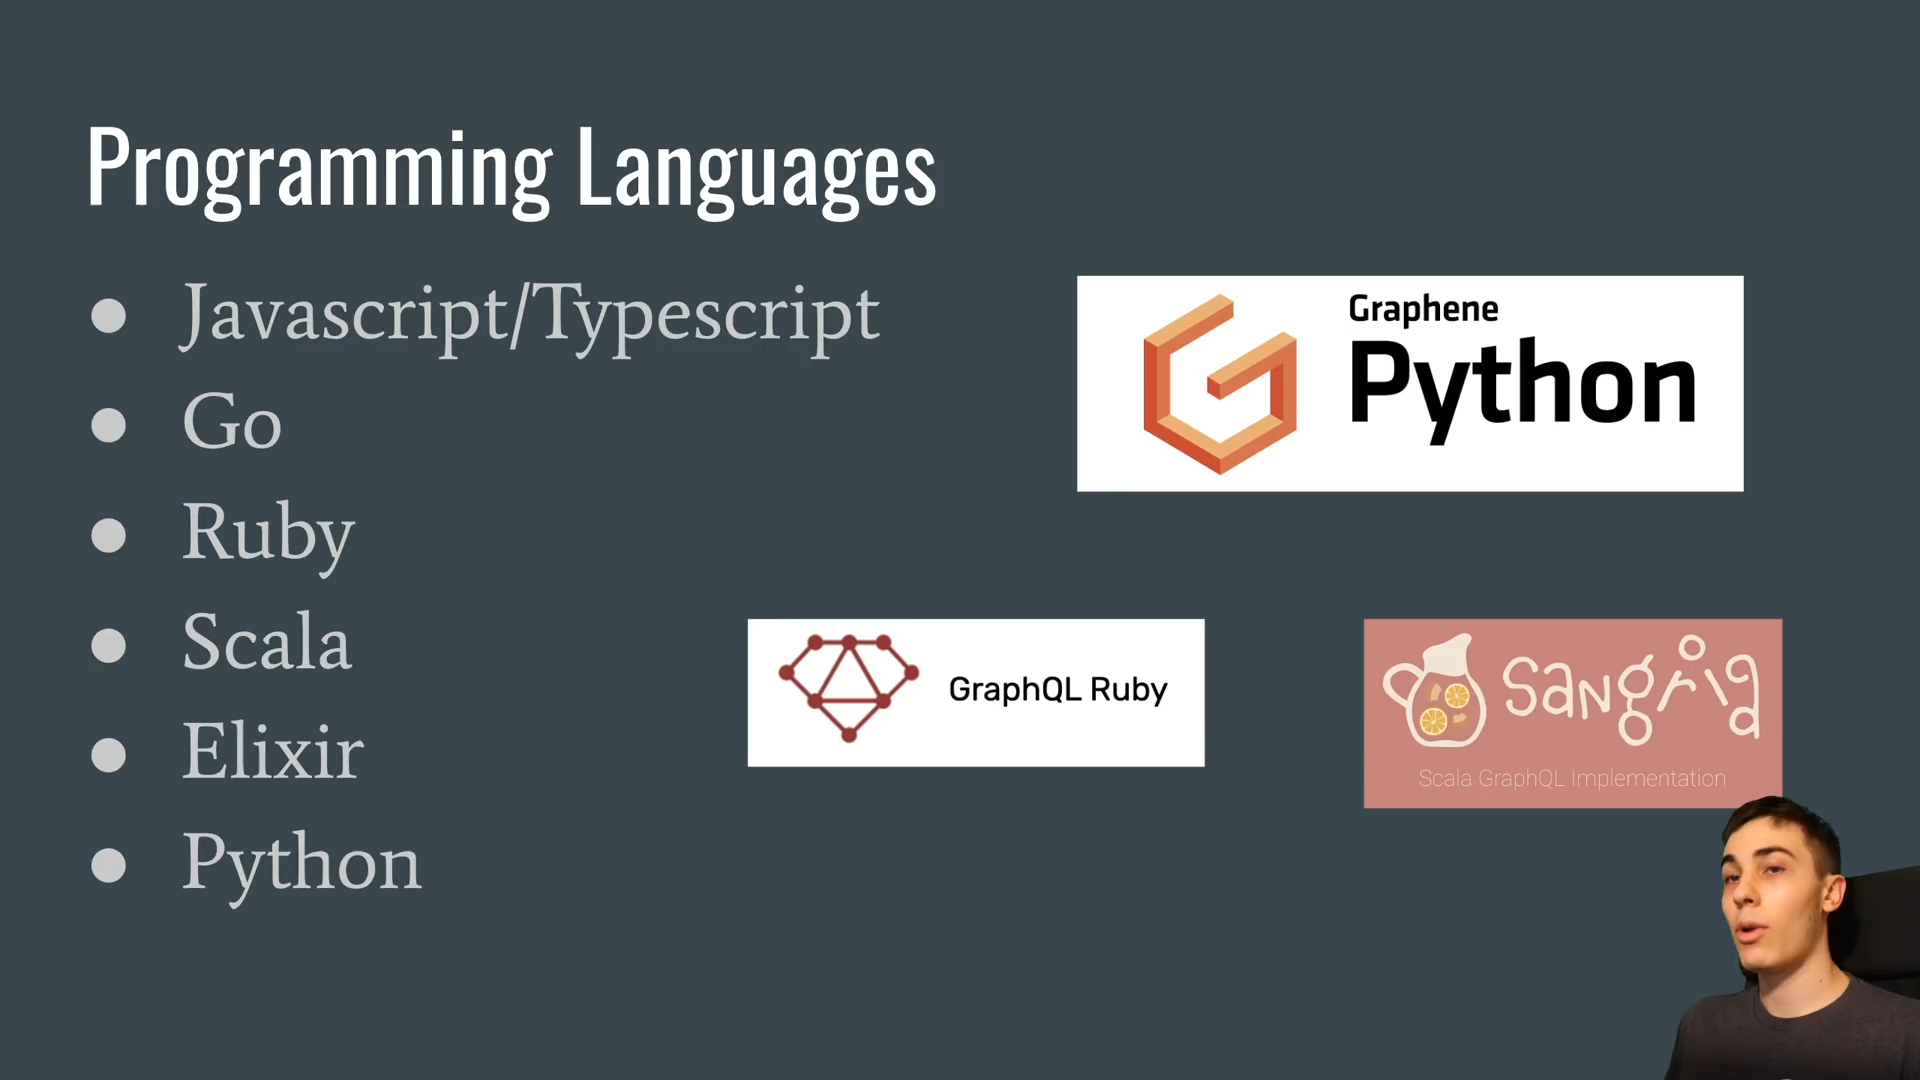 Programming Languages
Javascript/Typescript
Go
Ruby
Scala
Elixir
Python
Graphene
Python
GraphQL Ruby
sangria
Scala GraphQL Implementation